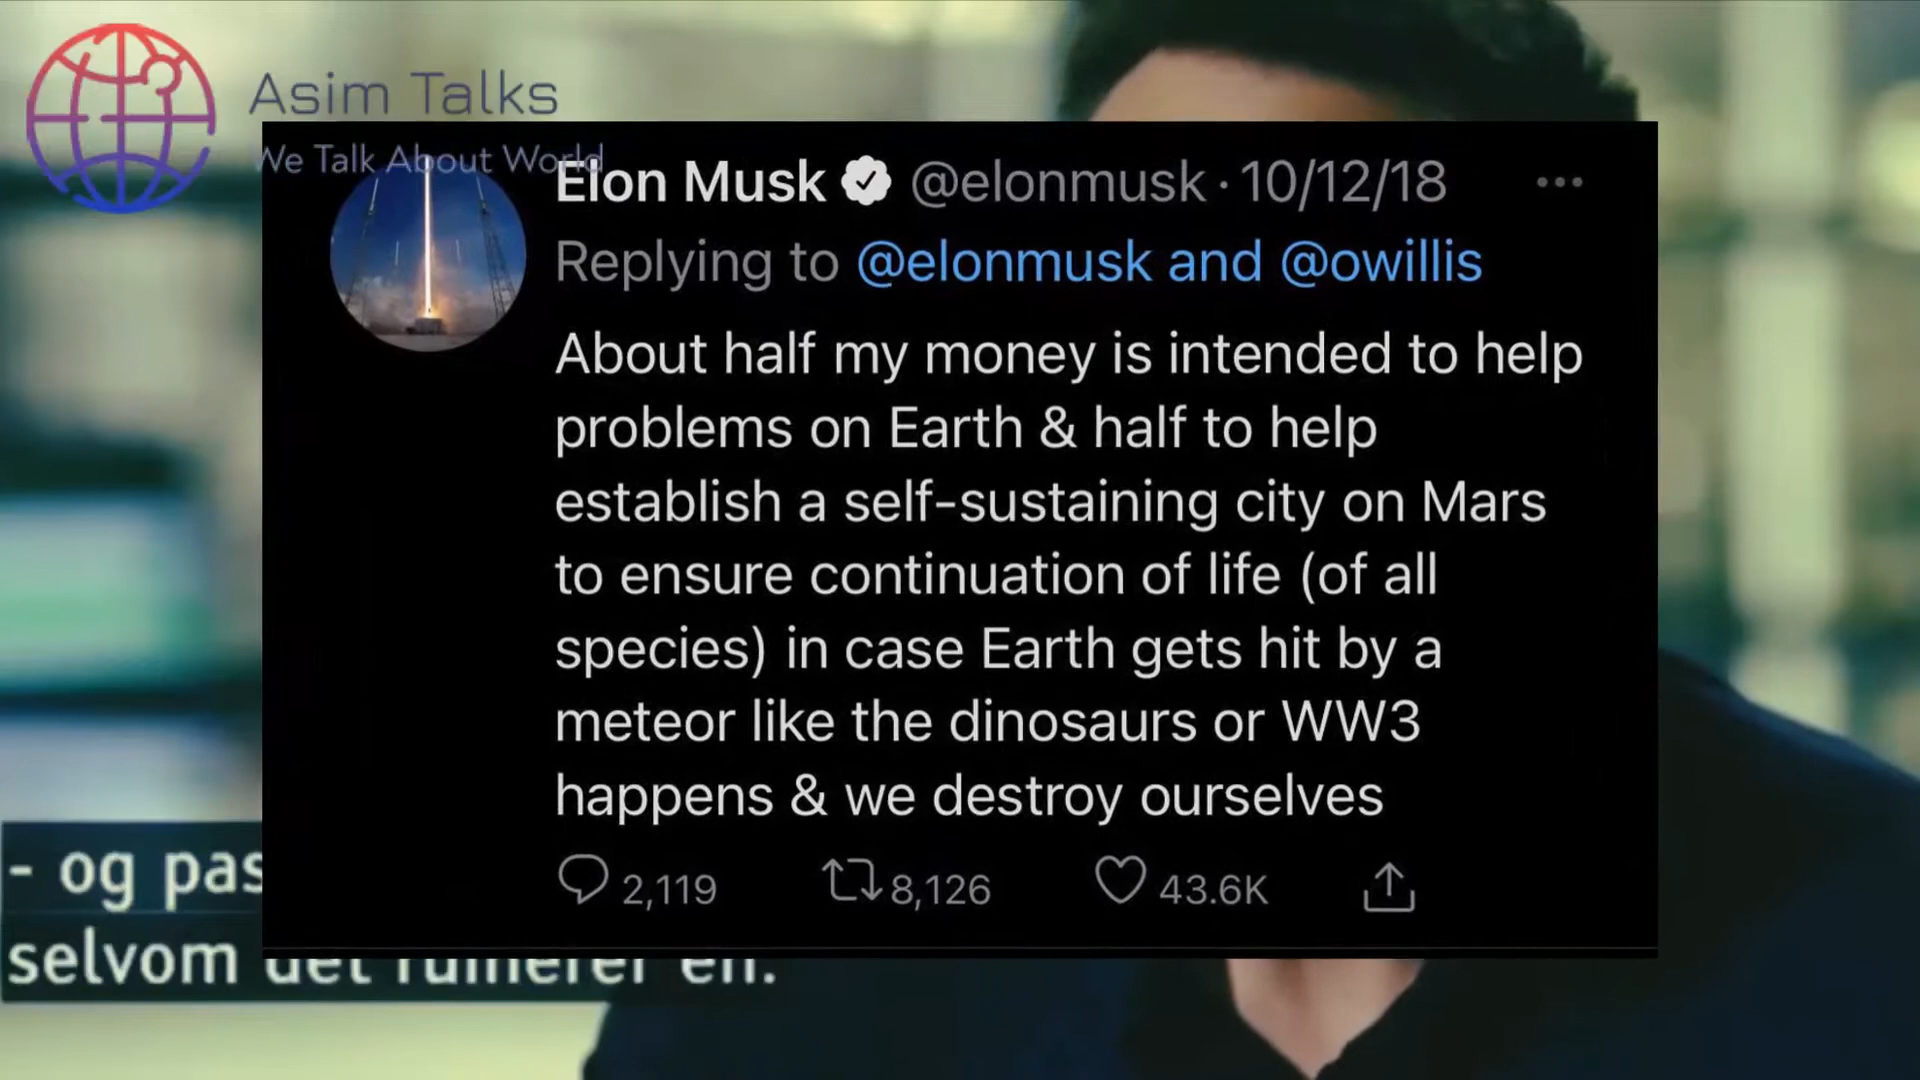 Asim Talks
We Talk About World
Elon Musk @elonmusk · 10/12/18
Replying to @elonmusk and @owillis
About half my money is intended to help
problems on Earth & half to help
establish a self-sustaining city on Mars
to ensure continuation of life (of all
species) in case Earth gets hit by a
meteor like the dinosaurs or WW3
happens & we destroy ourselves
2,119 8,126 43.6K
- og pas
selvom det ruinerer en.